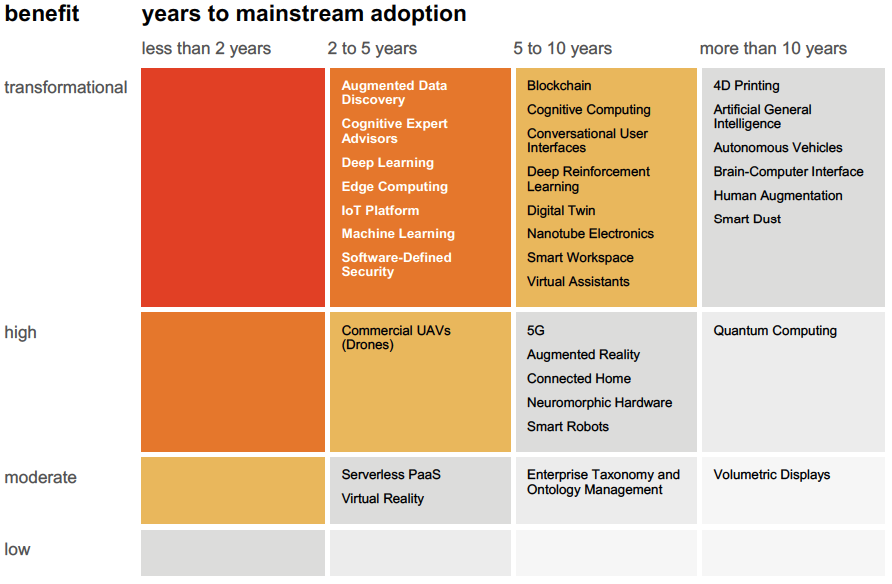 benefit years to mainstream adoption
less than 2 years 2 to 5 years 5 to 10 years more than 10 years
transformational
Augmented Data
Discovery
Cognitive Expert
Advisors
Deep Learning
Edge Computing
IoT Platform
Machine Learning
Software-Defined
Security
Blockchain
Cognitive Computing
Conversational User
Interfaces
Deep Reinforcement
Learning
Digital Twin
Nanotube Electronics
Smart Workspace
Virtual Assistants
4D Printing
Artificial General
Intelligence
Autonomous Vehicles
Brain-Computer Interface
Human Augmentation
Smart Dust
high
Commercial UAVs
(Drones)
5G
Augmented Reality
Connected Home
Neuromorphic Hardware
Smart Robots
Quantum Computing
moderate
Serverless PaaS
Virtual Reality
Enterprise Taxonomy and
Ontology Management
Volumetric Displays
low